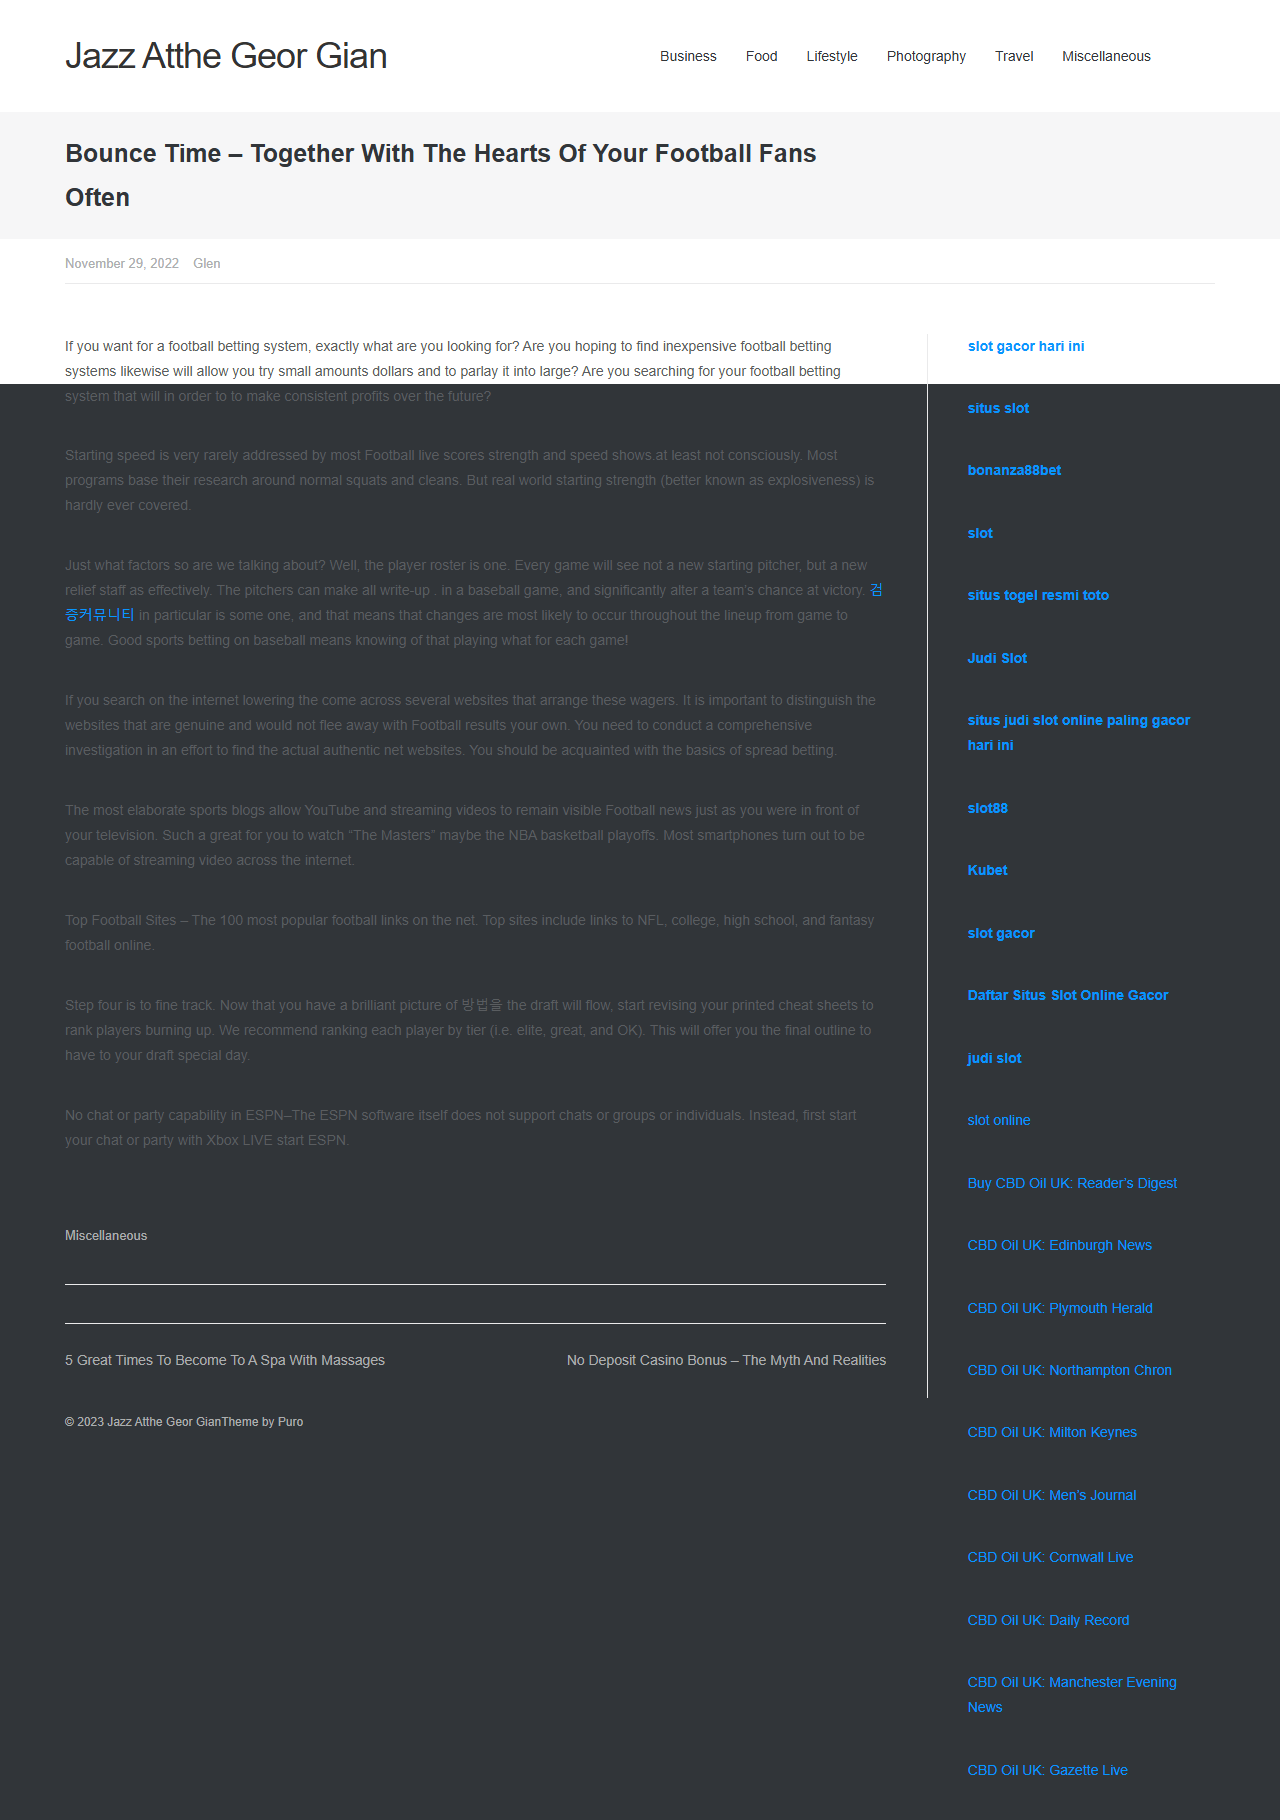 Jazz Atthe Geor Gian
Business Food Lifestyle Photography Travel Miscellaneous
Bounce Time – Together With The Hearts Of Your Football Fans
Often
November 29, 2022 Glen
If you want for a football betting system, exactly what are you looking for? Are you hoping to find inexpensive football betting
systems likewise will allow you try small amounts dollars and to parlay it into large? Are you searching for your football betting
system that will in order to to make consistent profits over the future?
Starting speed is very rarely addressed by most Football live scores strength and speed shows.at least not consciously. Most
programs base their research around normal squats and cleans. But real world starting strength (better known as explosiveness) is
hardly ever covered.
Just what factors so are we talking about? Well, the player roster is one. Every game will see not a new starting pitcher, but a new
relief staff as effectively. The pitchers can make all write-up . in a baseball game, and significantly alter a team's chance at victory. 검
증커뮤니티 in particular is some one, and that means that changes are most likely to occur throughout the lineup from game to
game. Good sports betting on baseball means knowing of that playing what for each game!
If you search on the internet lowering the come across several websites that arrange these wagers. It is important to distinguish the
websites that are genuine and would not flee away with Football results your own. You need to conduct a comprehensive
investigation in an effort to find the actual authentic net websites. You should be acquainted with the basics of spread betting.
The most elaborate sports blogs allow YouTube and streaming videos to remain visible Football news just as you were in front of
your television. Such a great for you to watch “The Masters” maybe the NBA basketball playoffs. Most smartphones turn out to be
capable of streaming video across the internet.
Top Football Sites – The 100 most popular football links on the net. Top sites include links to NFL, college, high school, and fantasy
football online.
Step four is to fine track. Now that you have a brilliant picture of 방법을 the draft will flow, start revising your printed cheat sheets to
rank players burning up. We recommend ranking each player by tier (i.e. elite, great, and OK). This will offer you the final outline to
have to your draft special day.
No chat or party capability in ESPN–The ESPN software itself does not support chats or groups or individuals. Instead, first start
your chat or party with Xbox LIVE start ESPN.
Miscellaneous
5 Great Times To Become To A Spa With Massages
No Deposit Casino Bonus – The Myth And Realities
slot gacor hari ini
situs slot
bonanza88bet
slot
situs togel resmi toto
Judi Slot
situs judi slot online paling gacor
hari ini
slot88
Kubet
slot gacor
Daftar Situs Slot Online Gacor
judi slot
slot online
Buy CBD Oil UK: Reader's Digest
CBD Oil UK: Edinburgh News
CBD Oil UK: Plymouth Herald
CBD Oil UK: Northampton Chron
CBD Oil UK: Milton Keynes
CBD Oil UK: Men's Journal
CBD Oil UK: Cornwall Live
CBD Oil UK: Daily Record
CBD Oil UK: Manchester Evening
News
CBD Oil UK: Gazette Live
© 2023 Jazz Atthe Geor GianTheme by Puro